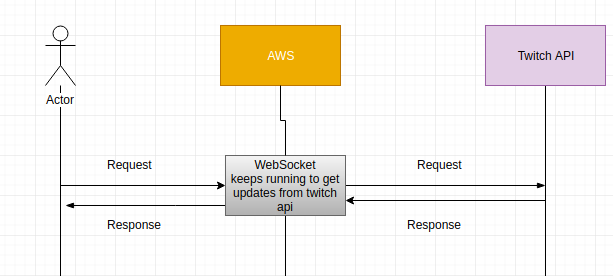 AWS
Twitch API
Actor
WebSocket
keeps running to get
updates from twitch
api
Request
Request
Response
Response